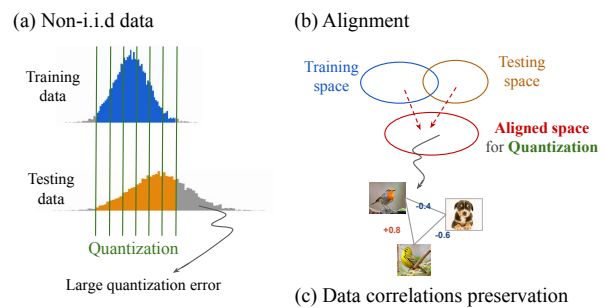 (a) Non-i.i.d data
Training
data
Testing
data
Quantization
Large quantization error
(b) Alignment
Training
space
Testing
space
Aligned space
for Quantization
-0.4
+0.8
-0.6
(c) Data correlations preservation